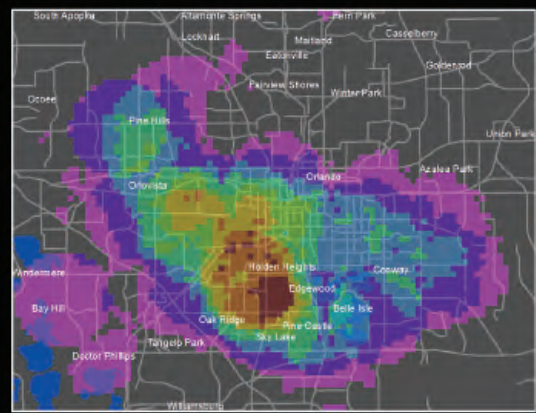 South Apopka
Altamonte Springs
Fern Park
Lockhart
Maitland
Casselberry
Eatonville
Goldenrod
Fairview Shores
Ocoee
Winter Park
Pine Hills
Union Park
Azalea Park
Orlando
Orlovista
Windermere
Holden Heights
Conway
Edgewood
Bay Hill
Belle Isle
Oak Ridge
Pine Castle
Sky Lake
Tangelo Park
Doctor Phillips
Williamsburg